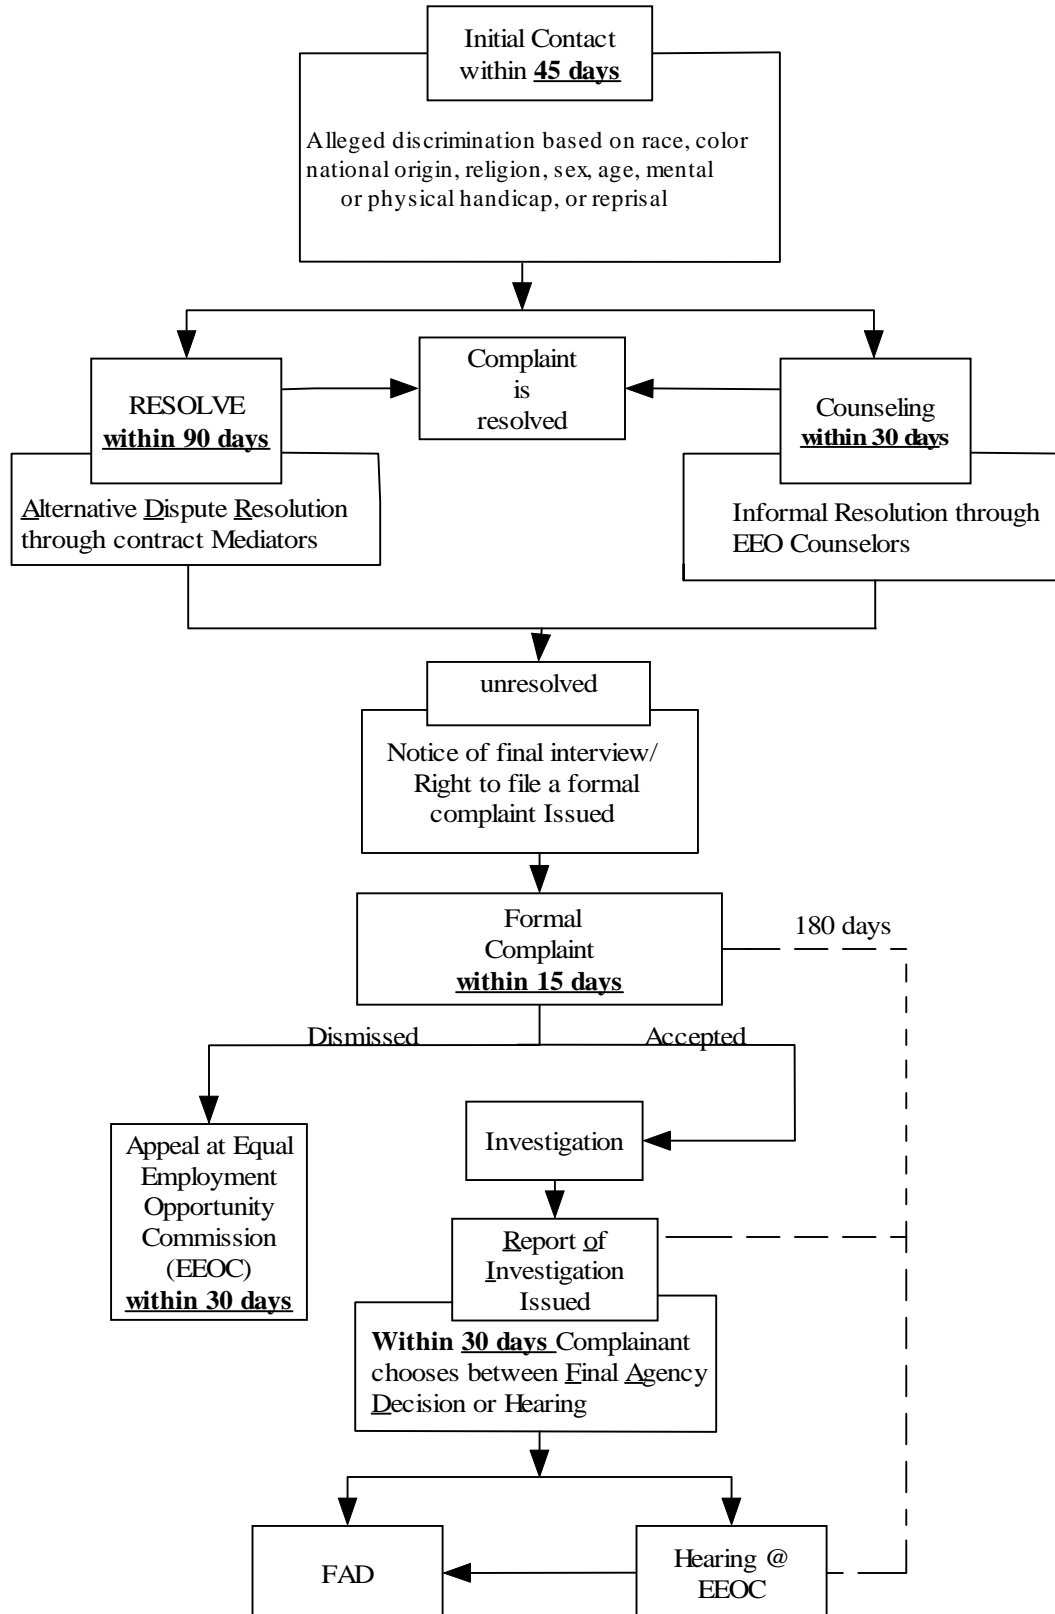 Initial Contact
within 45 days
Alleged discrimination based on race, color
national origin, religion, sex, age, mental
or physical handicap, or reprisal
RESOLVE
within 90 days
Complaint
is
resolved
Counseling
within 30 days
Alternative Dispute Resolution
through contract Mediators
Informal Resolution through
EEO Counselors
unresolved
Notice of final interview/
Right to file a formal
complaint Issued
Formal
Complaint
within 15 days
180 days
Dismissed
Accepted
Appeal at Equal
Employment
Opportunity
Commission
(EEOC)
within 30 days
Investigation
Report of
Investigation
Issued
Within 30 days Complainant
chooses between Final Agency
Decision or Hearing
FAD
Hearing @
EEOC